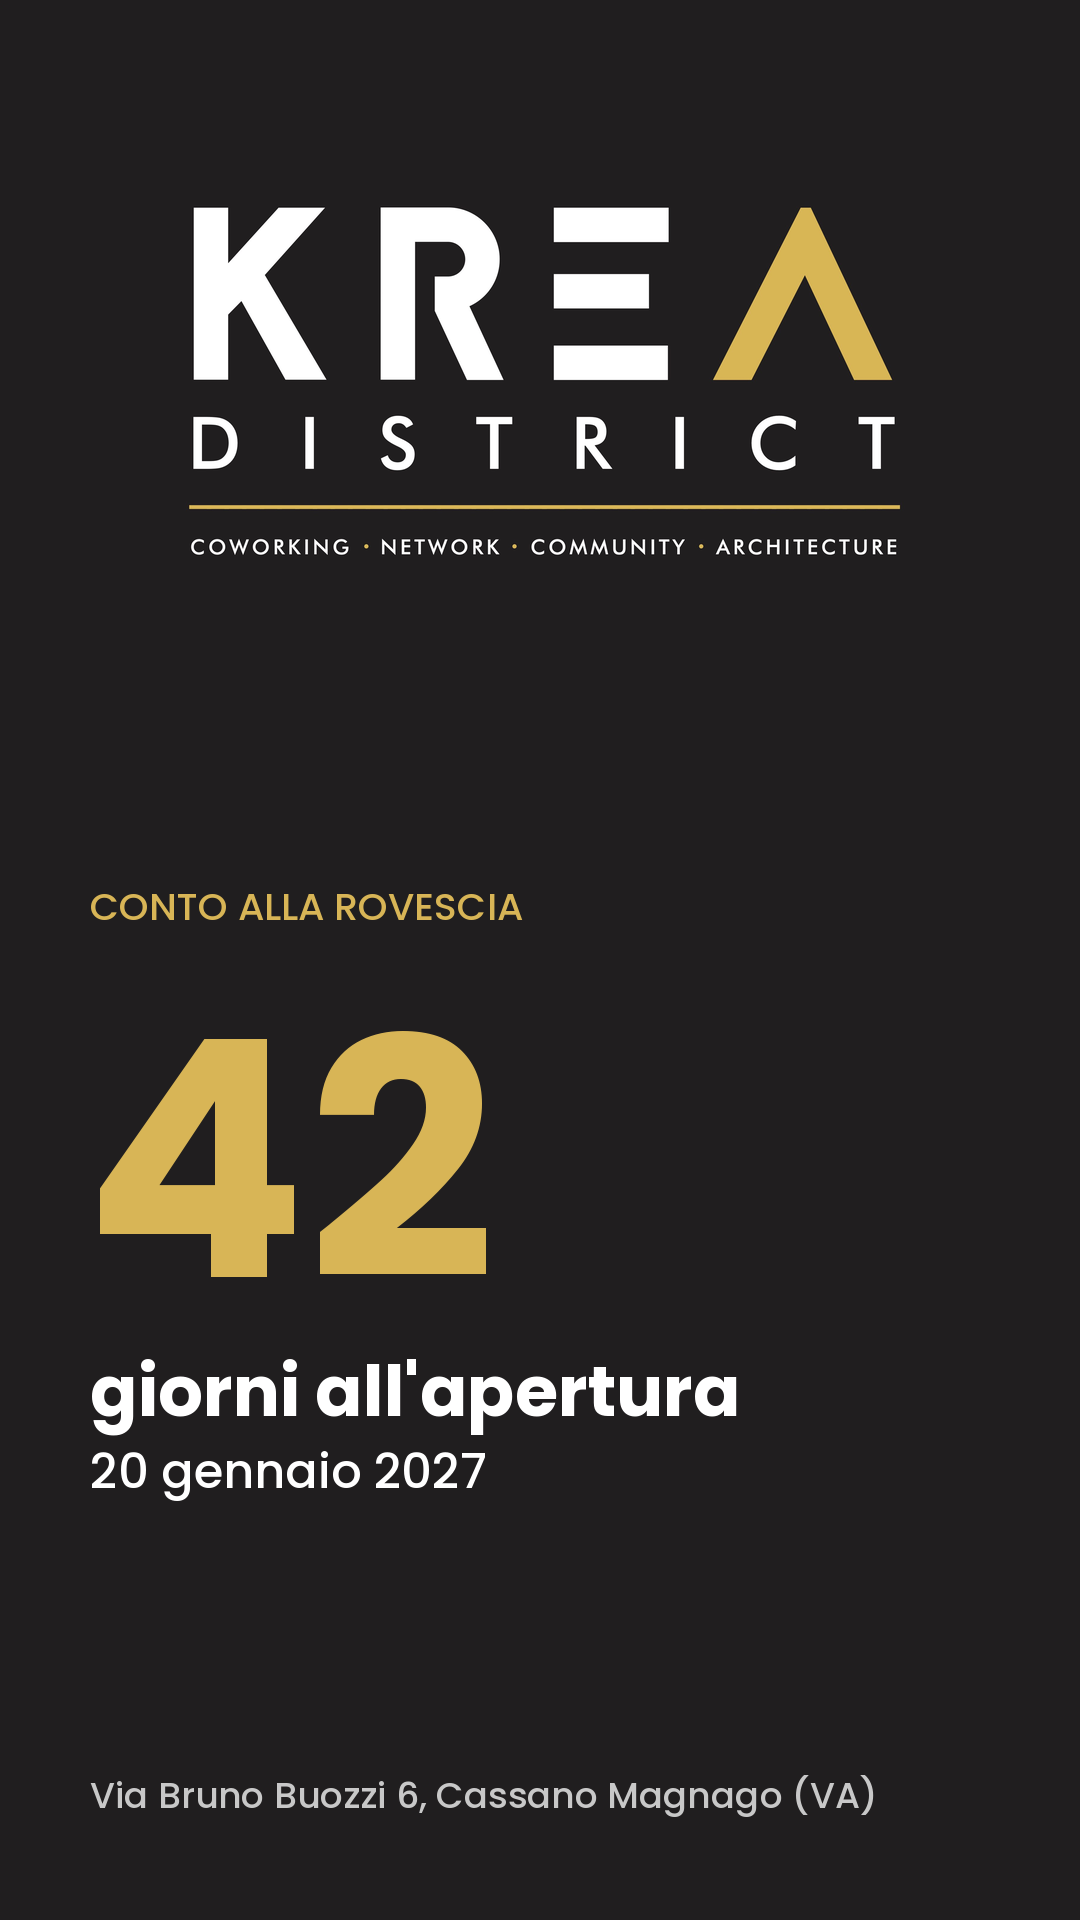 KREA
DISTRICT
COWORKING • NETWORK • COMMUNITY • ARCHITECTURE
CONTO ALLA ROVESCIA
42
giorni all'apertura
20 gennaio 2027
Via Bruno Buozzi 6, Cassano Magnago (VA)